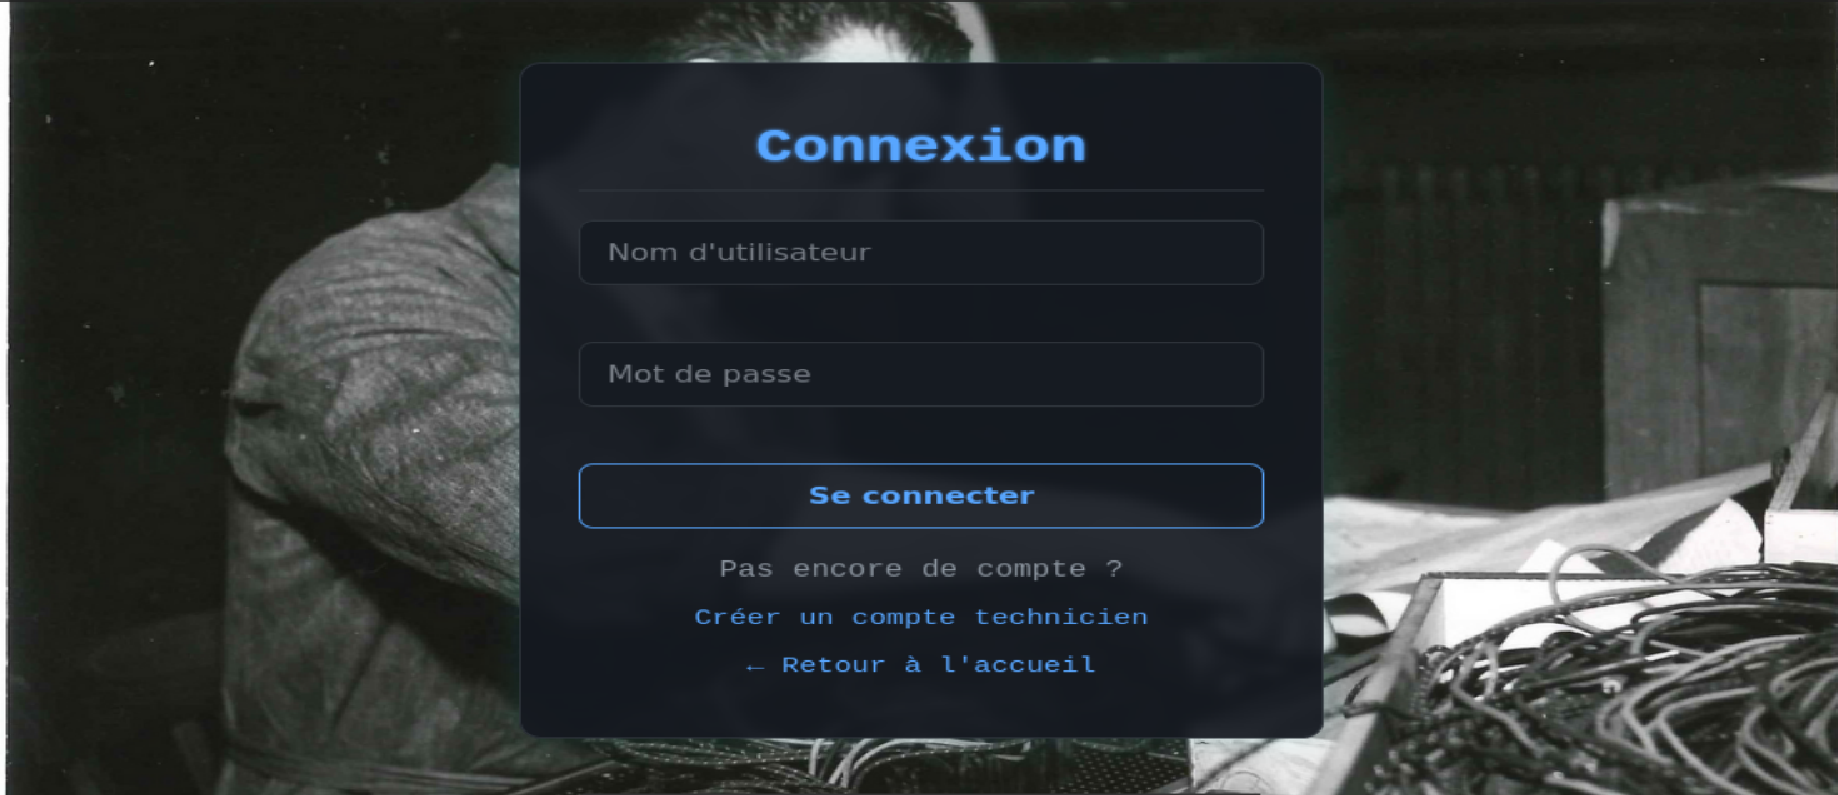 Connexion
Nom d'utilisateur
Mot de passe
Se connecter
Pas encore de compte ?
Créer un compte technicien
← Retour à l'accueil